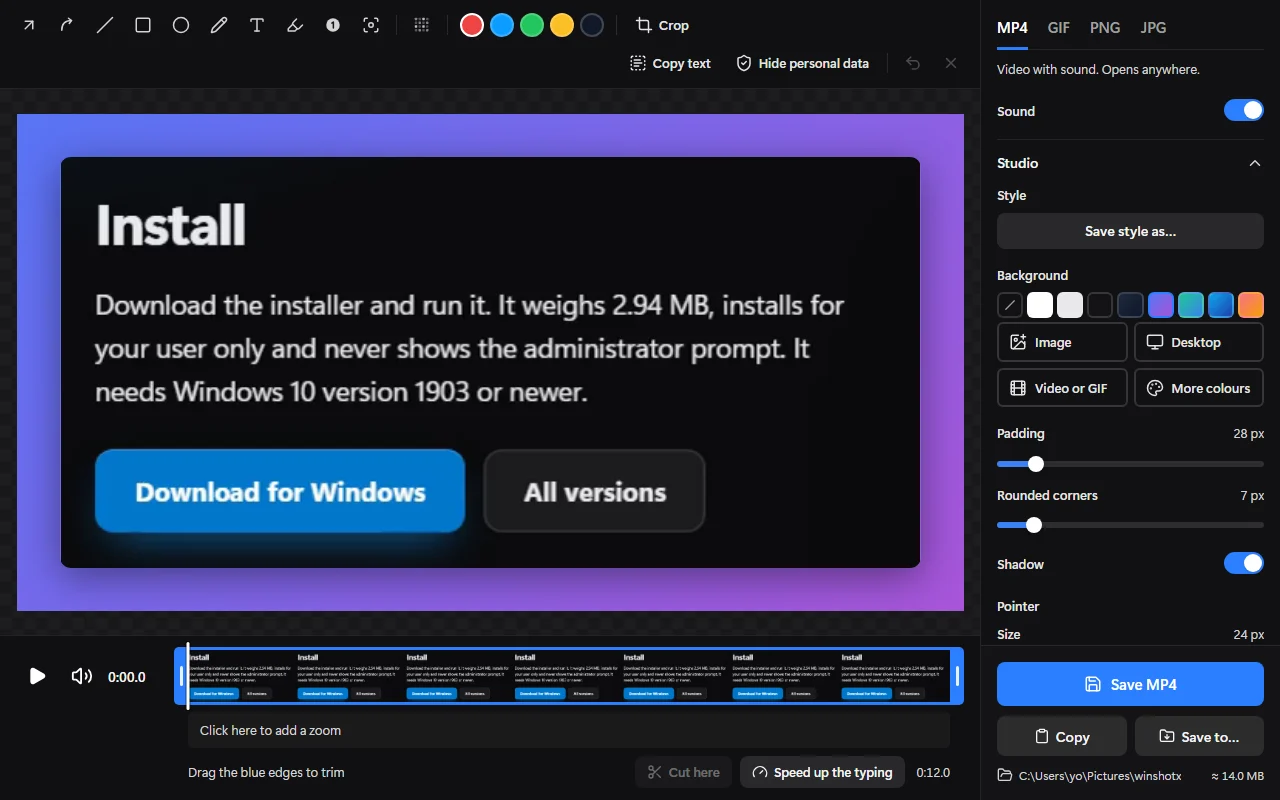 1
Crop
Copy text
Hide personal data
Install
Download the installer and run it. It weighs 2.94 MB, installs for
your user only and never shows the administrator prompt. It
needs Windows 10 version 1903 or newer.
Download for Windows
All versions
0:00.0
Click here to add a zoom
Drag the blue edges to trim
Cut here
Speed up the typing
0:12.0
MP4
GIF
PNG
JPG
Video with sound. Opens anywhere.
Sound
Studio
Style
Save style as...
Background
Image
Desktop
Video or GIF
More colours
Padding
28 px
Rounded corners
7 px
Shadow
Pointer
Size
24 px
Save MP4
Copy
Save to...
C:\Users\yo\Pictures\winshotx
≈ 14.0 MB